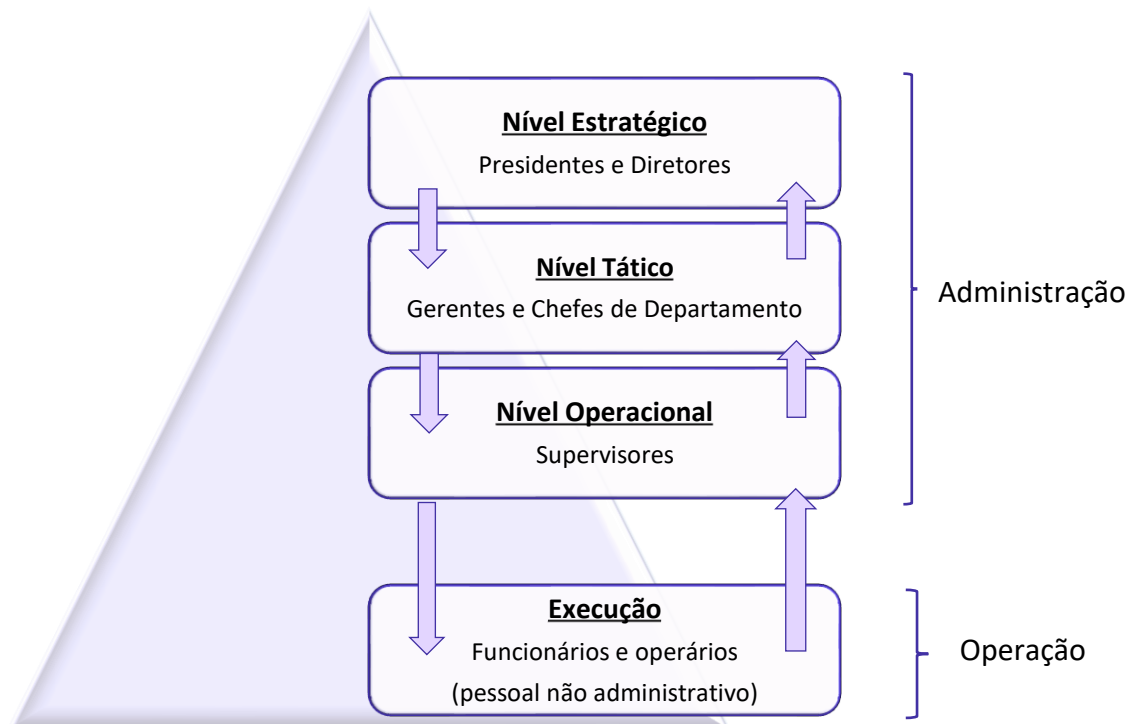 Nível Estratégico
Presidentes e Diretores
Nível Tático
Gerentes e Chefes de Departamento
Administração
Nível Operacional
Supervisores
Execução
Funcionários e operários
(pessoal não administrativo)
Operação